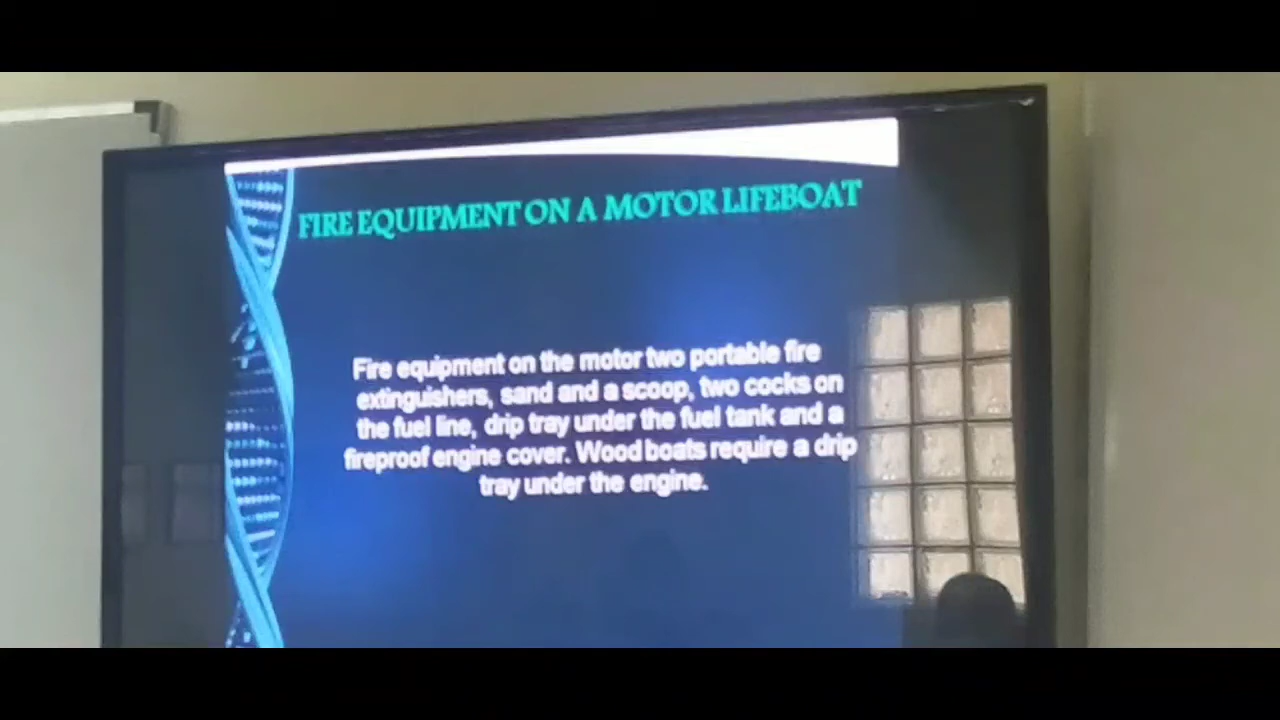 FIRE EQUIPMENT ON A MOTOR LIFEBOAT
Fire equipment on the motor two portable fire
extinguishers, sand and a scoop, two cocks on
the fuel line, drip tray under the fuel tank and a
fireproof engine cover. Wood boats require a drip
tray under the engine.